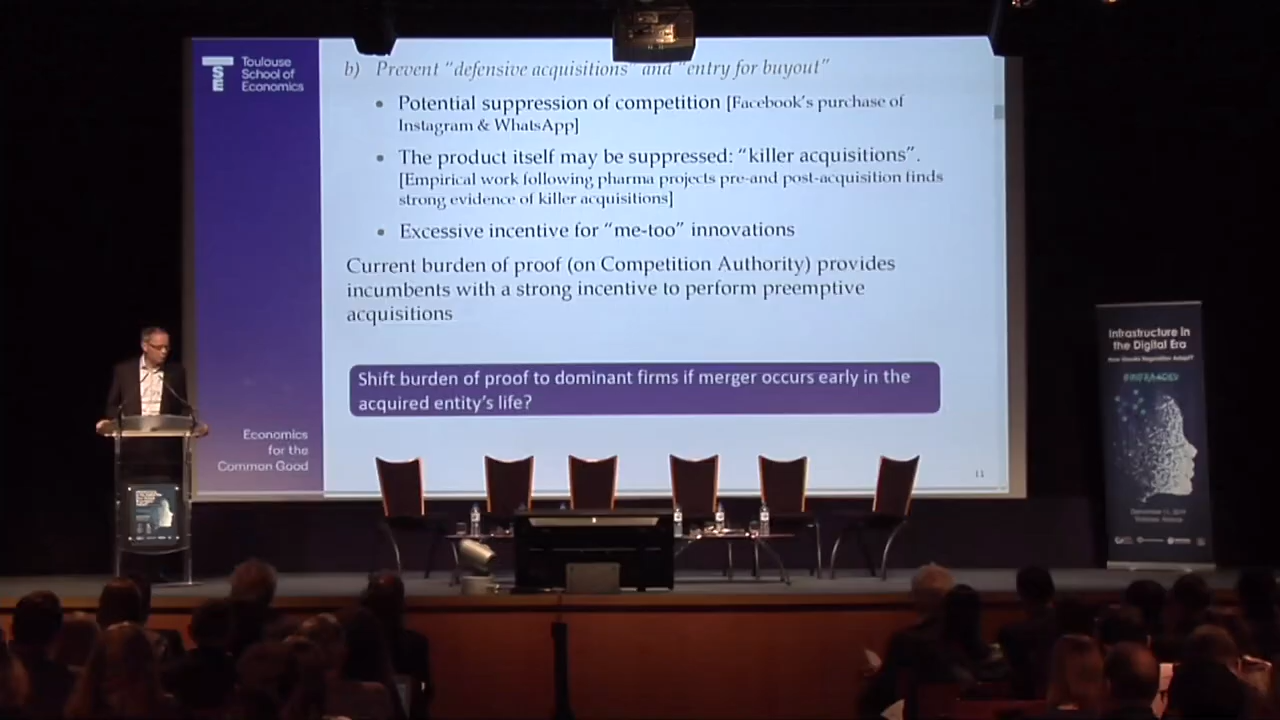 Toulouse
School of
Economics
TSE
b) Prevent "defensive acquisitions" and "entry for buyout"
• Potential suppression of competition [Facebook's purchase of
Instagram & WhatsApp]
• The product itself may be suppressed: "killer acquisitions".
[Empirical work following pharma projects pre-and post-acquisition finds
strong evidence of killer acquisitions]
• Excessive incentive for "me-too" innovations
Current burden of proof (on Competition Authority) provides
incumbents with a strong incentive to perform preemptive
acquisitions
Shift burden of proof to dominant firms if merger occurs early in the
acquired entity's life?
Economics
for the
Common Good
11
Infrastructure in
the Digital Era